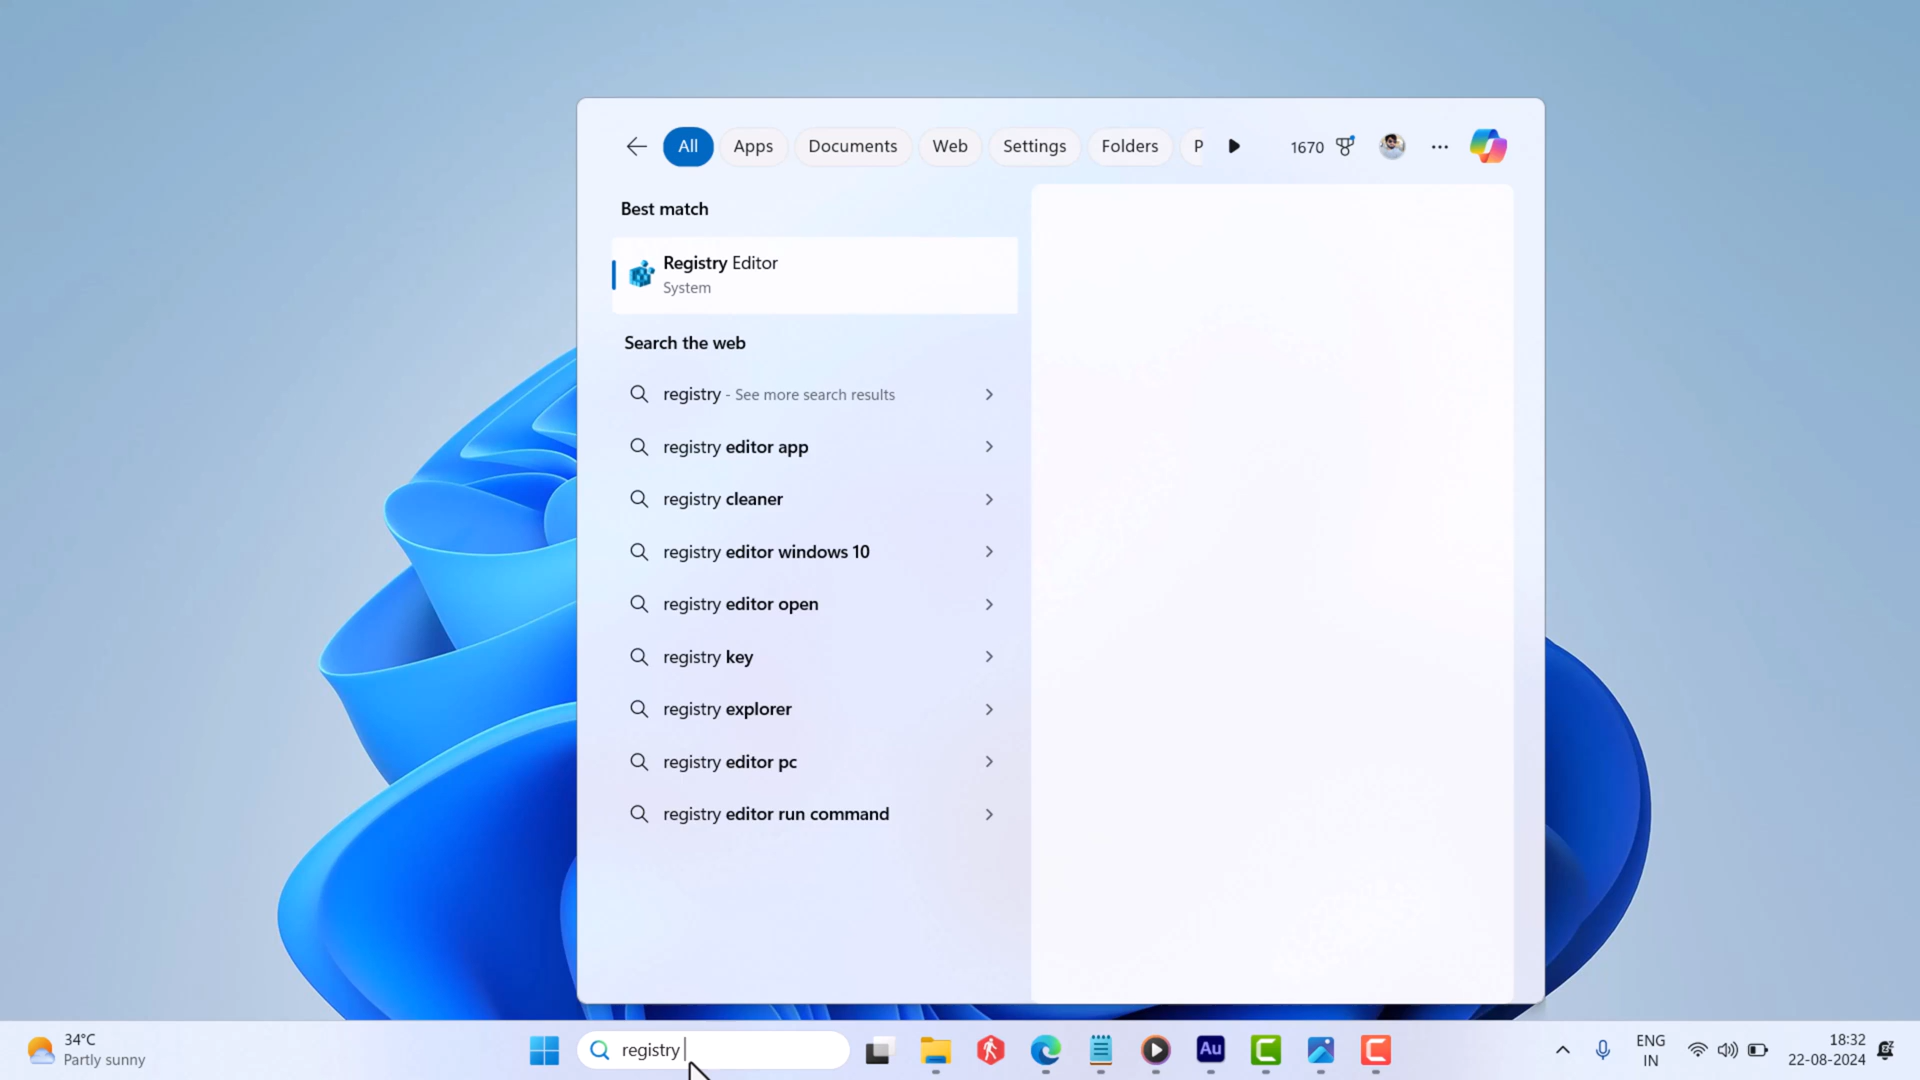 All
Apps
Documents
Web
Settings
Folders
P
1670
Best match
Registry Editor
System
Search the web
registry - See more search results
registry editor app
registry cleaner
registry editor windows 10
registry editor open
registry key
registry explorer
registry editor pc
registry editor run command
34°C
Partly sunny
registry
Au
ENG
IN
18:32
22-08-2024